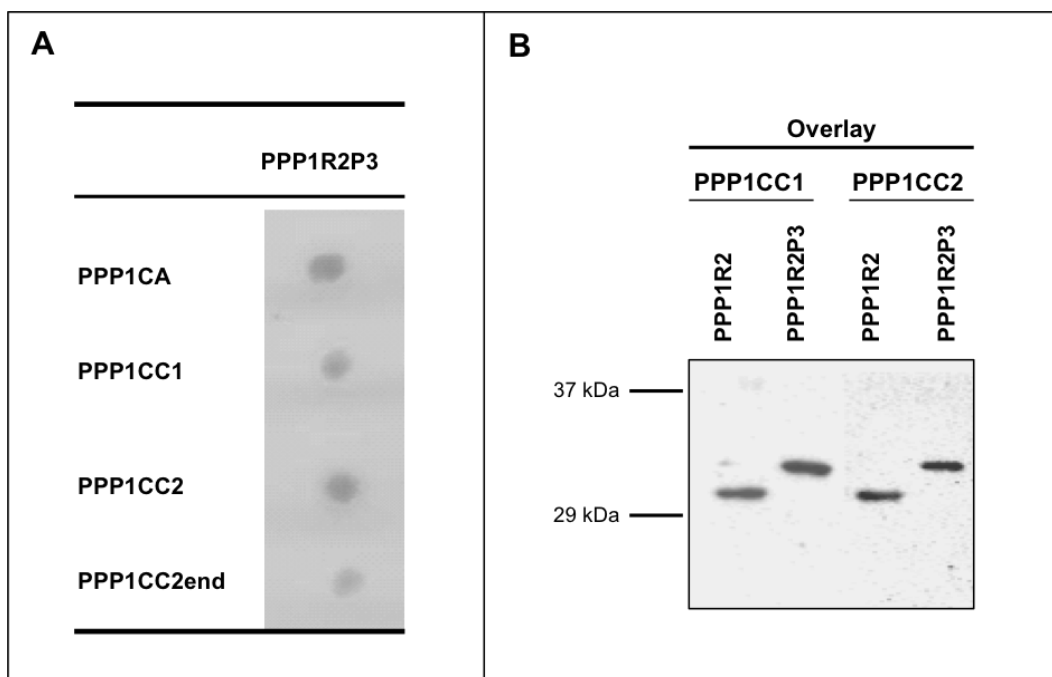 A
PPP1R2P3
PPP1CA
PPP1CC1
PPP1CC2
PPP1CC2end
B
Overlay
PPP1CC1 PPP1CC2
PPP1R2 PPP1R2P3 PPP1R2 PPP1R2P3
37 kDa
29 kDa